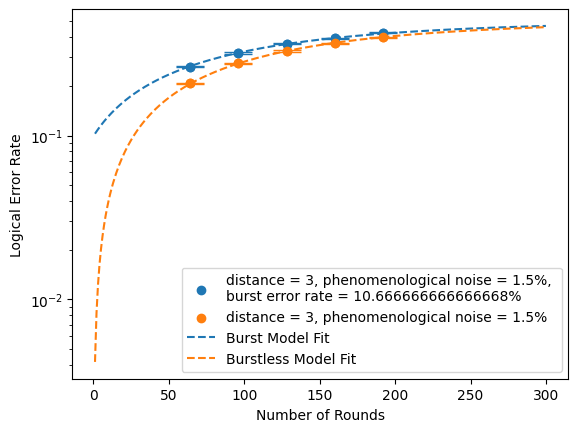 Logical Error Rate
10⁻¹
10⁻²
0
50
100
150
200
250
300
Number of Rounds
distance = 3, phenomenological noise = 1.5%,
burst error rate = 10.666666666666668%
distance = 3, phenomenological noise = 1.5%
Burst Model Fit
Burstless Model Fit